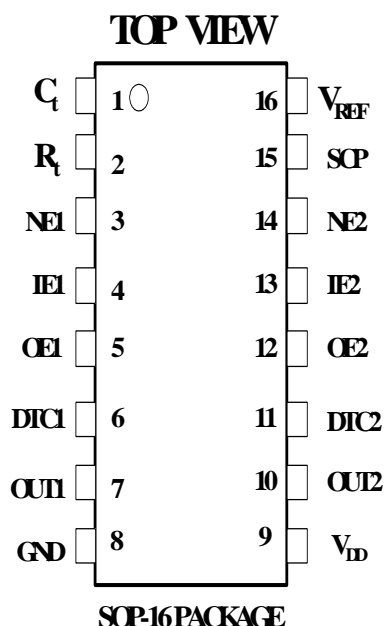 TOP VIEW
Ct 1 16 VREF
Rt 2 15 SCP
NE1 3 14 NE2
IE1 4 13 IE2
OE1 5 12 OE2
DTC1 6 11 DTC2
OUT1 7 10 OUT2
GND 8 9 VDD
SOP-16 PACKAGE